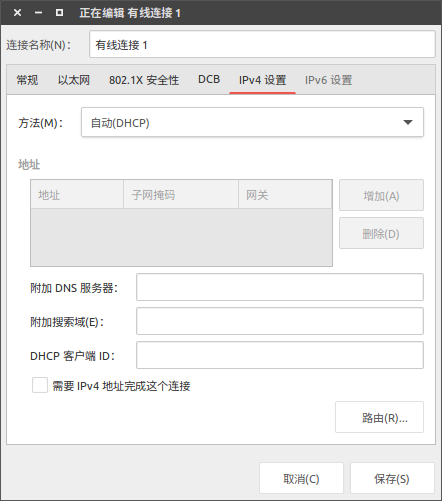 正在编辑 有线连接 1
连接名称(N)： 有线连接 1
常规 以太网 802.1X 安全性 DCB IPv4 设置 IPv6 设置
方法(M)： 自动(DHCP)
地址
地址 子网掩码 网关 增加(A)
删除(D)
附加 DNS 服务器：
附加搜索域(E)：
DHCP 客户端 ID：
需要 IPv4 地址完成这个连接
路由(R)...
取消(C) 保存(S)